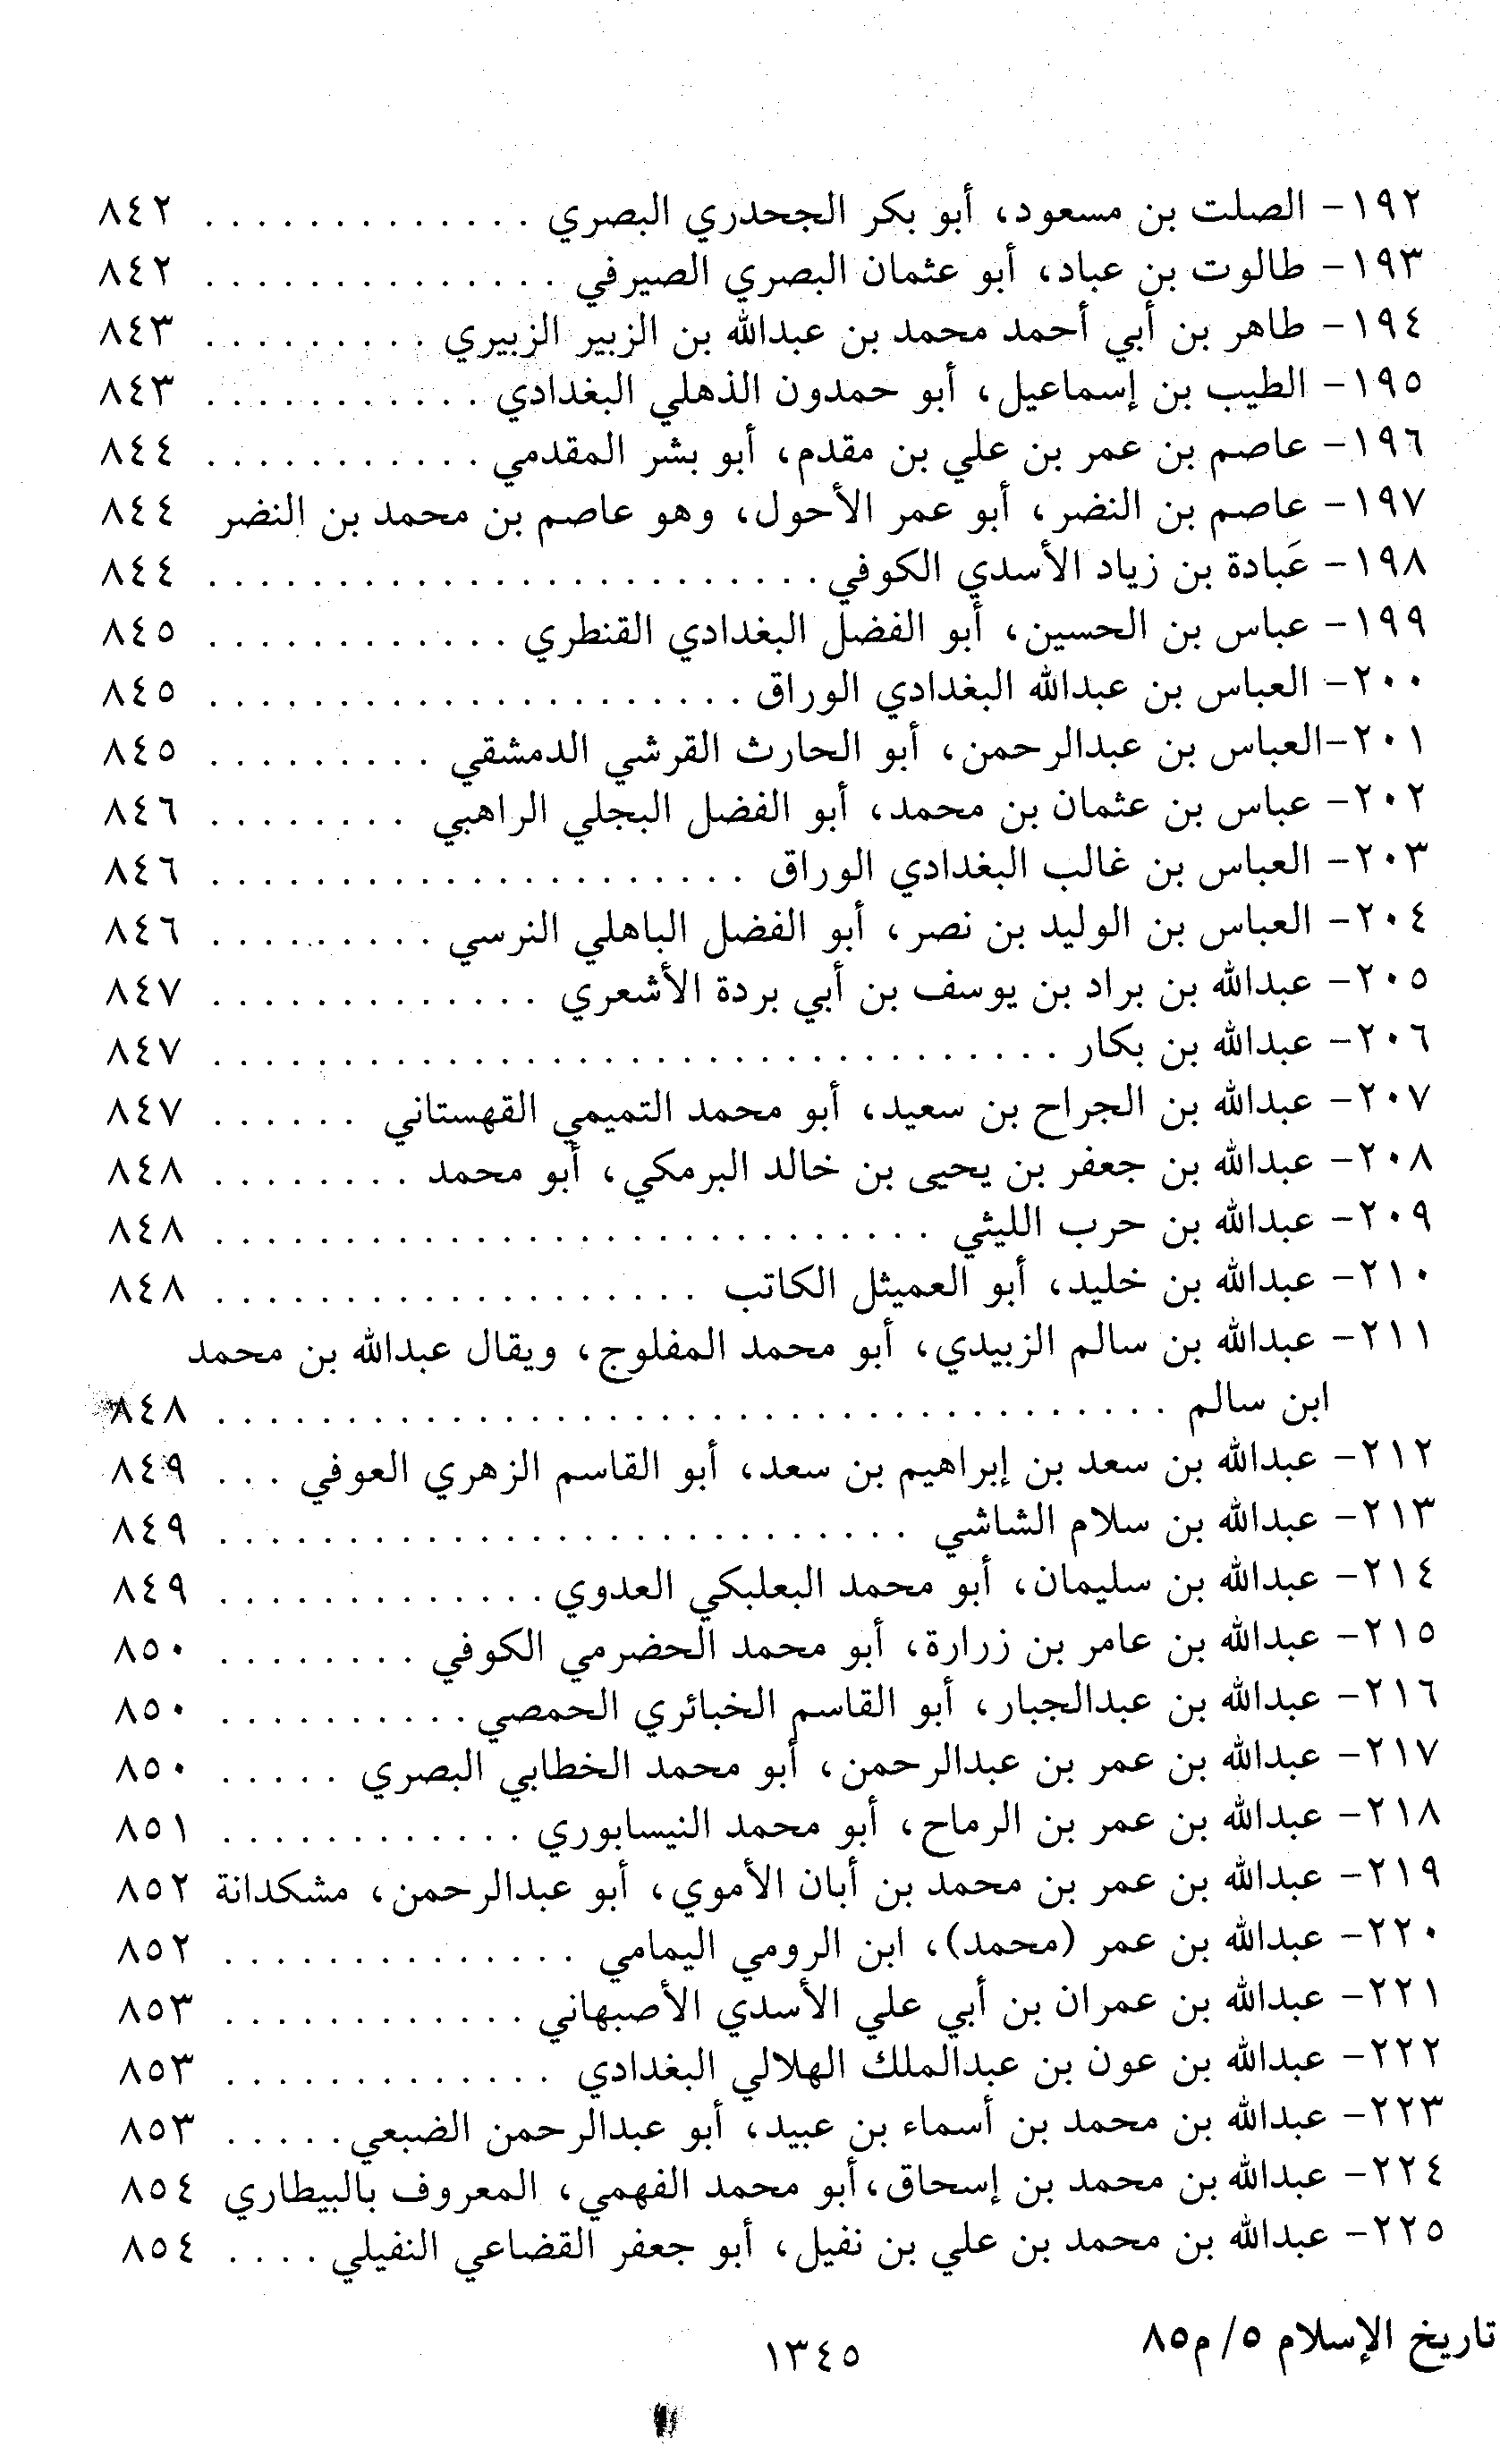 ١٩٢- الصلت بن مسعود، أبو بكر الجحدري البصري . . . . . . . . . . . . . ٨٤٢
١٩٣- طالوت بن عباد، أبو عثمان البصري الصيرفي . . . . . . . . . . . . . . ٨٤٢
١٩٤- طاهر بن أبي أحمد محمد بن عبدالله بن الزبير الزبيري . . . . . . . . . ٨٤٣
١٩٥- الطيب بن إسماعيل، أبو حمدون الذهلي البغدادي . . . . . . . . . . . ٨٤٣
١٩٦- عاصم بن عمر بن علي بن مقدم، أبو بشر المقدمي . . . . . . . . . . . ٨٤٤
١٩٧- عاصم بن النضر، أبو عمر الأحول، وهو عاصم بن محمد بن النضر ٨٤٤
١٩٨- عَبادة بن زياد الأسدي الكوفي . . . . . . . . . . . . . . . . . . . . . . . . ٨٤٤
١٩٩- عباس بن الحسين، أبو الفضل البغدادي القنطري . . . . . . . . . . . . ٨٤٥
٢٠٠- العباس بن عبدالله البغدادي الوراق . . . . . . . . . . . . . . . . . . . . . ٨٤٥
٢٠١-العباس بن عبدالرحمن، أبو الحارث القرشي الدمشقي . . . . . . . . . ٨٤٥
٢٠٢- عباس بن عثمان بن محمد، أبو الفضل البجلي الراهبي . . . . . . . . ٨٤٦
٢٠٣- العباس بن غالب البغدادي الوراق . . . . . . . . . . . . . . . . . . . . . ٨٤٦
٢٠٤- العباس بن الوليد بن نصر، أبو الفضل الباهلي النرسي . . . . . . . . . ٨٤٦
٢٠٥- عبدالله بن براد بن يوسف بن أبي بردة الأشعري . . . . . . . . . . . . . ٨٤٧
٢٠٦- عبدالله بن بكار . . . . . . . . . . . . . . . . . . . . . . . . . . . . . . . . . ٨٤٧
٢٠٧- عبدالله بن الجراح بن سعيد، أبو محمد التميمي القهستاني . . . . . . ٨٤٧
٢٠٨- عبدالله بن جعفر بن يحيى بن خالد البرمكي، أبو محمد . . . . . . . . ٨٤٨
٢٠٩- عبدالله بن حرب الليثي . . . . . . . . . . . . . . . . . . . . . . . . . . . . ٨٤٨
٢١٠- عبدالله بن خليد، أبو العميثل الكاتب . . . . . . . . . . . . . . . . . . . ٨٤٨
٢١١- عبدالله بن سالم الزبيدي، أبو محمد المفلوج، ويقال عبدالله بن محمد
ابن سالم . . . . . . . . . . . . . . . . . . . . . . . . . . . . . . . . . . . . . ٨٤٨
٢١٢- عبدالله بن سعد بن إبراهيم بن سعد، أبو القاسم الزهري العوفي . . . ٨٤٩
٢١٣- عبدالله بن سلام الشاشي . . . . . . . . . . . . . . . . . . . . . . . . . . . ٨٤٩
٢١٤- عبدالله بن سليمان، أبو محمد البعلبكي العدوي . . . . . . . . . . . . . ٨٤٩
٢١٥- عبدالله بن عامر بن زرارة، أبو محمد الحضرمي الكوفي . . . . . . . . ٨٥٠
٢١٦- عبدالله بن عبدالجبار، أبو القاسم الخبائري الحمصي . . . . . . . . . . ٨٥٠
٢١٧- عبدالله بن عمر بن عبدالرحمن، أبو محمد الخطابي البصري . . . . . ٨٥٠
٢١٨- عبدالله بن عمر بن الرماح، أبو محمد النيسابوري . . . . . . . . . . . . ٨٥١
٢١٩- عبدالله بن عمر بن محمد بن أبان الأموي، أبو عبدالرحمن، مشكدانة ٨٥٢
٢٢٠- عبدالله بن عمر (محمد)، ابن الرومي اليمامي . . . . . . . . . . . . . . ٨٥٢
٢٢١- عبدالله بن عمران بن أبي علي الأسدي الأصبهاني . . . . . . . . . . . . ٨٥٣
٢٢٢- عبدالله بن عون بن عبدالملك الهلالي البغدادي . . . . . . . . . . . . . ٨٥٣
٢٢٣- عبدالله بن محمد بن أسماء بن عبيد، أبو عبدالرحمن الضبعي . . . . . ٨٥٣
٢٢٤- عبدالله بن محمد بن إسحاق،أبو محمد الفهمي، المعروف بالبيطاري ٨٥٤
٢٢٥- عبدالله بن محمد بن علي بن نفيل، أبو جعفر القضاعي النفيلي . . . . ٨٥٤
تاريخ الإسلام ٥/ م٨٥
١٣٤٥